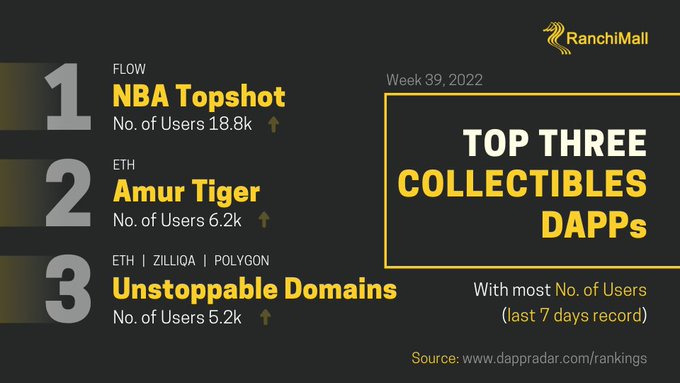 RanchiMall
Week 39, 2022
TOP THREE
COLLECTIBLES
DAPPs
With most No. of Users
(last 7 days record)
1
FLOW
NBA Topshot
No. of Users 18.8k
2
ETH
Amur Tiger
No. of Users 6.2k
3
ETH | ZILLIQA | POLYGON
Unstoppable Domains
No. of Users 5.2k
Source: www.dappradar.com/rankings